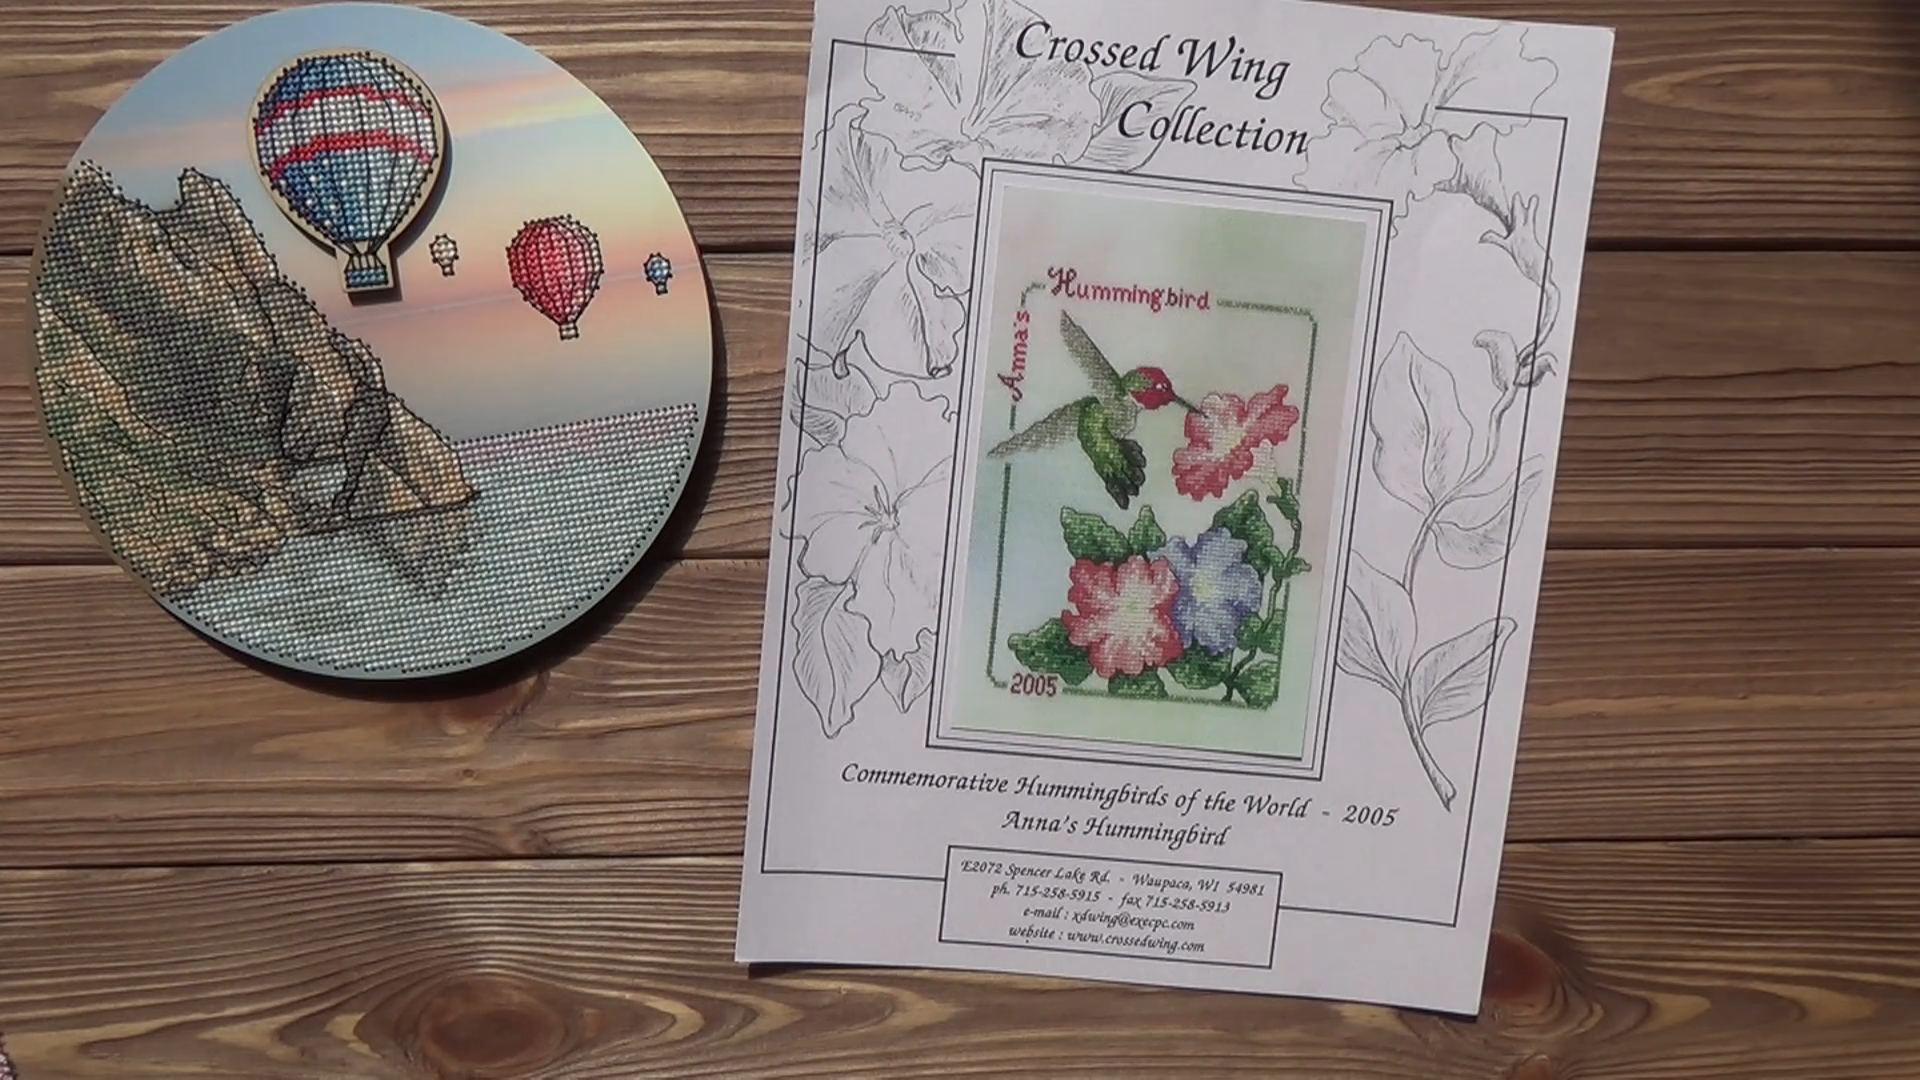 Crossed Wing
Collection
Anna's
Hummingbird
2005
Commemorative Hummingbirds of the World - 2005
Anna's Hummingbird
E2072 Spencer Lake Rd. - Waupaca, WI 54981
ph. 715-258-5915 - fax 715-258-5913
e-mail : xdwing@execpc.com
website : www.crossedwing.com